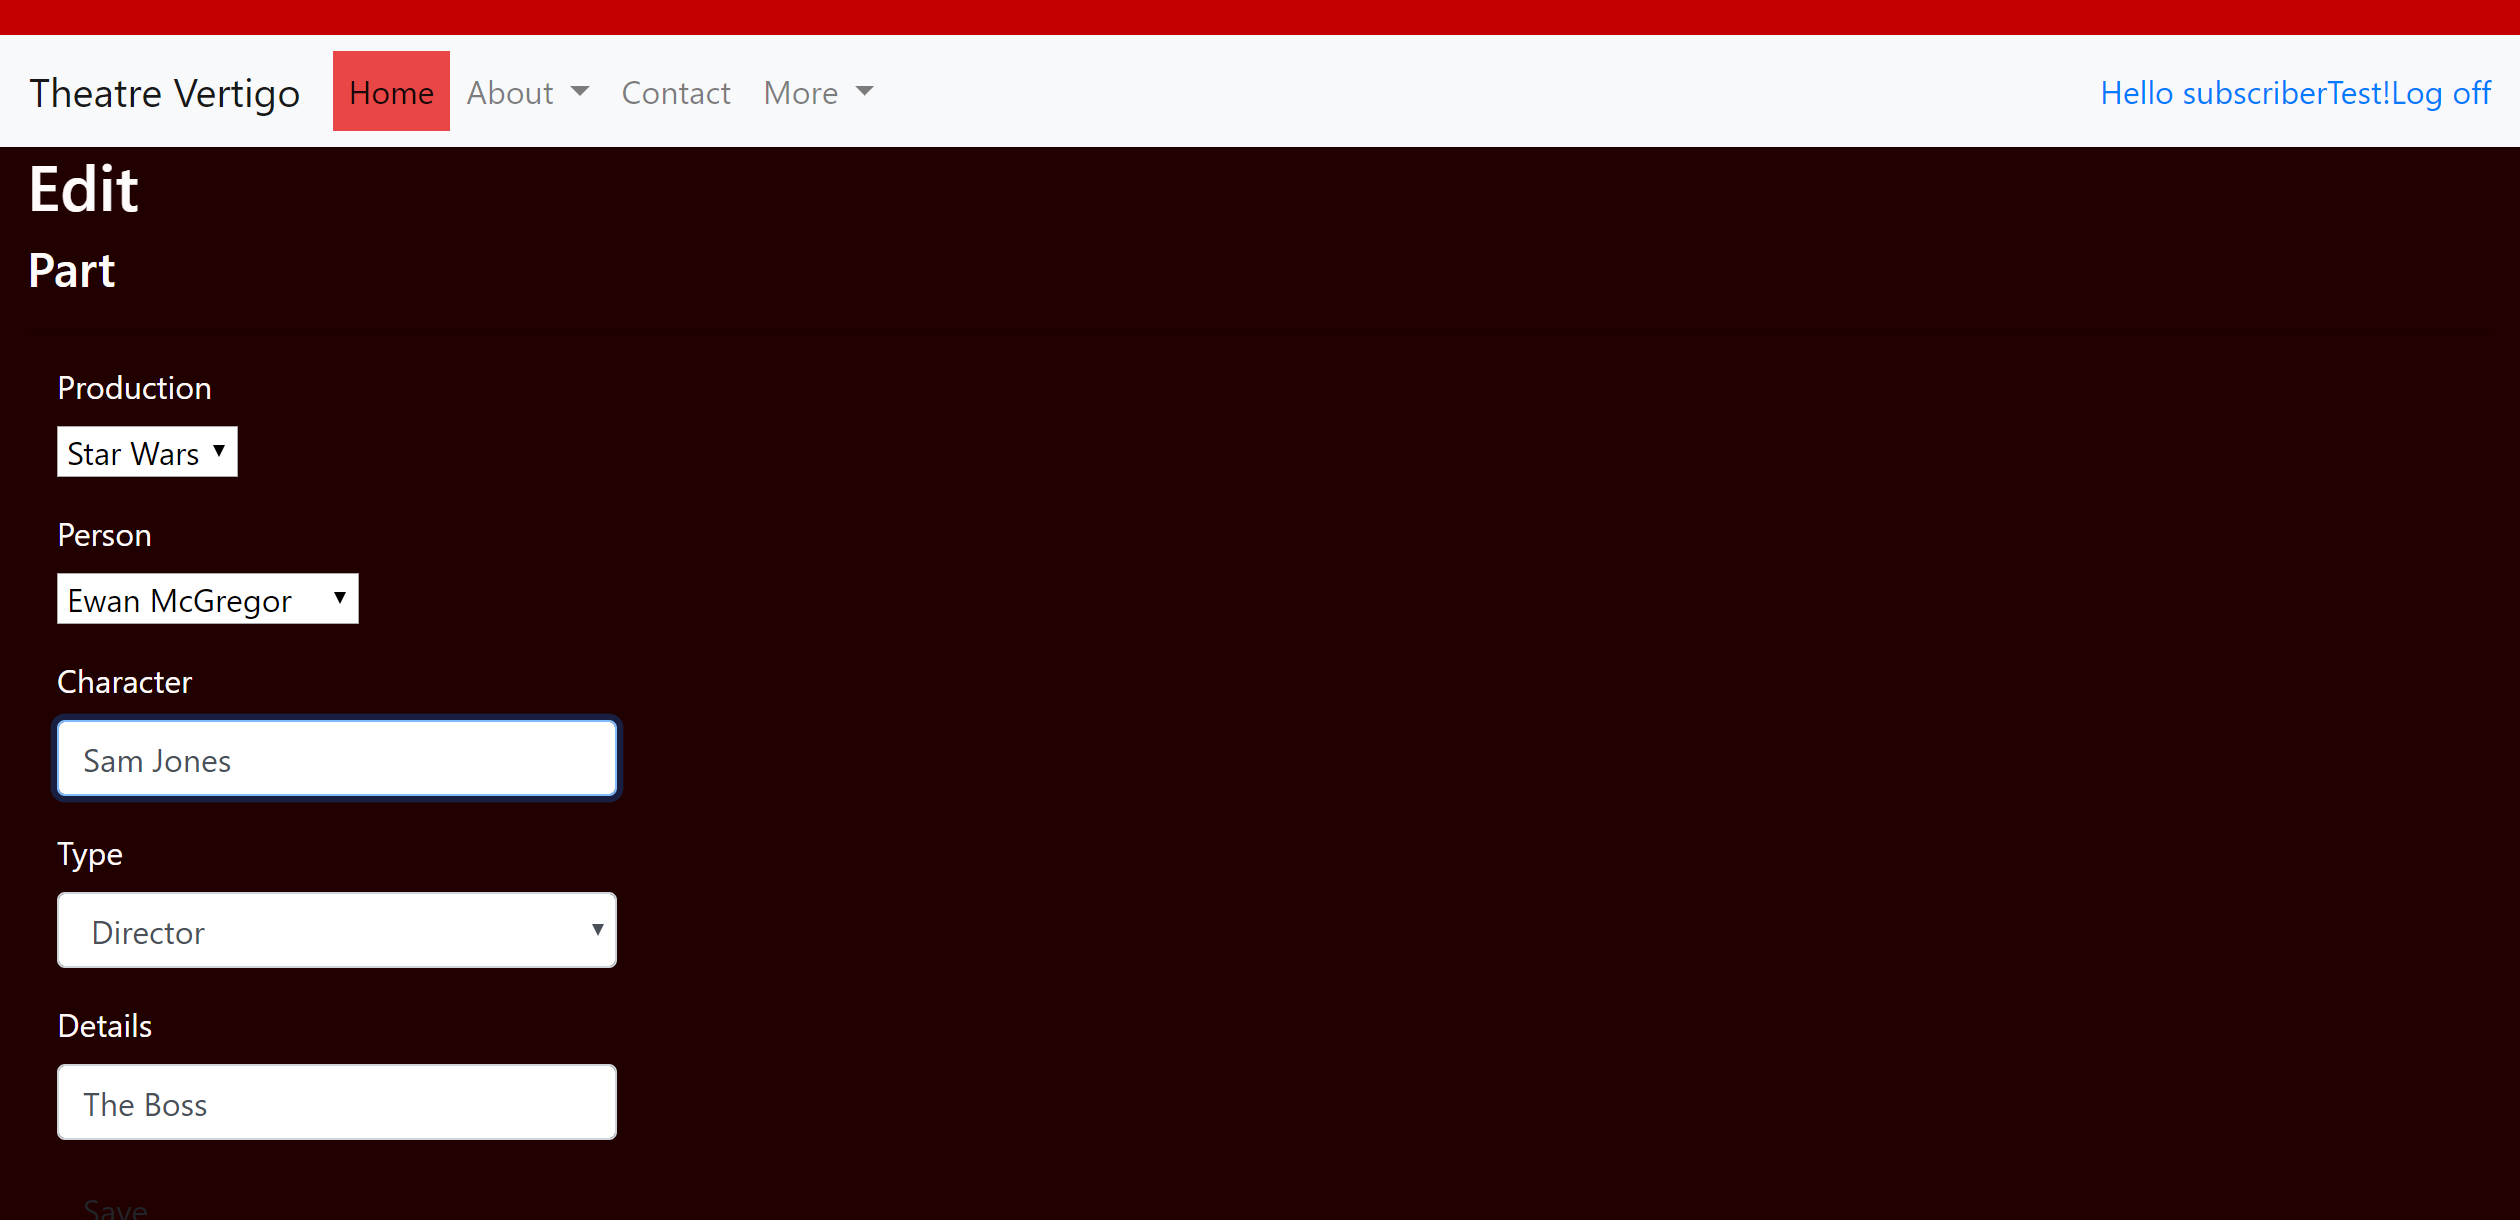 Theatre Vertigo Home About Contact More Hello subscriberTest!Log off
Edit
Part
Production
Star Wars
Person
Ewan McGregor
Character
Sam Jones
Type
Director
Details
The Boss
Save